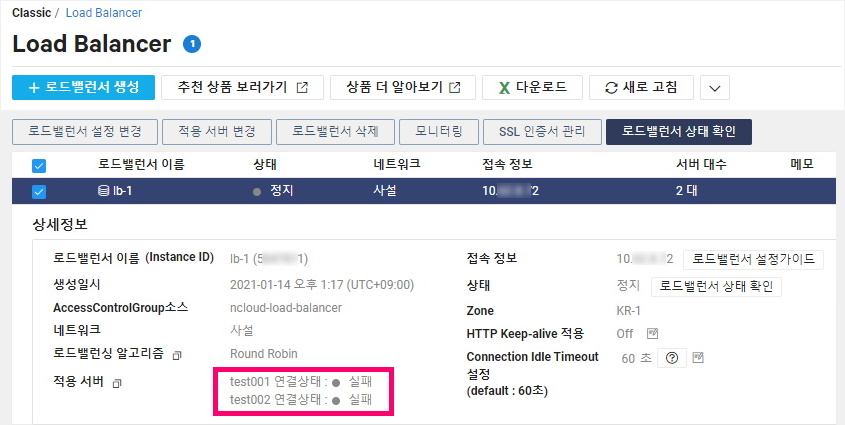 Classic / Load Balancer
Load Balancer 1
+ 로드밸런서 생성 추천 상품 보러가기 상품 더 알아보기 다운로드 새로 고침
로드밸런서 설정 변경 적용 서버 변경 로드밸런서 삭제 모니터링 SSL 인증서 관리 로드밸런서 상태 확인
로드밸런서 이름 상태 네트워크 접속 정보 서버 대수 메모
lb-1 정지 사설 10. 2 2 대
상세정보
로드밸런서 이름 (Instance ID) lb-1 (5 1)
생성일시 2021-01-14 오후 1:17 (UTC+09:00)
AccessControlGroup소스 ncloud-load-balancer
네트워크 사설
로드밸런싱 알고리즘 Round Robin
적용 서버 test001 연결상태 : 실패
test002 연결상태 : 실패
접속 정보 10. 2 로드밸런서 설정가이드
상태 정지 로드밸런서 상태 확인
Zone KR-1
HTTP Keep-alive 적용 Off
Connection Idle Timeout 60 초 ?
설정
(default : 60초)